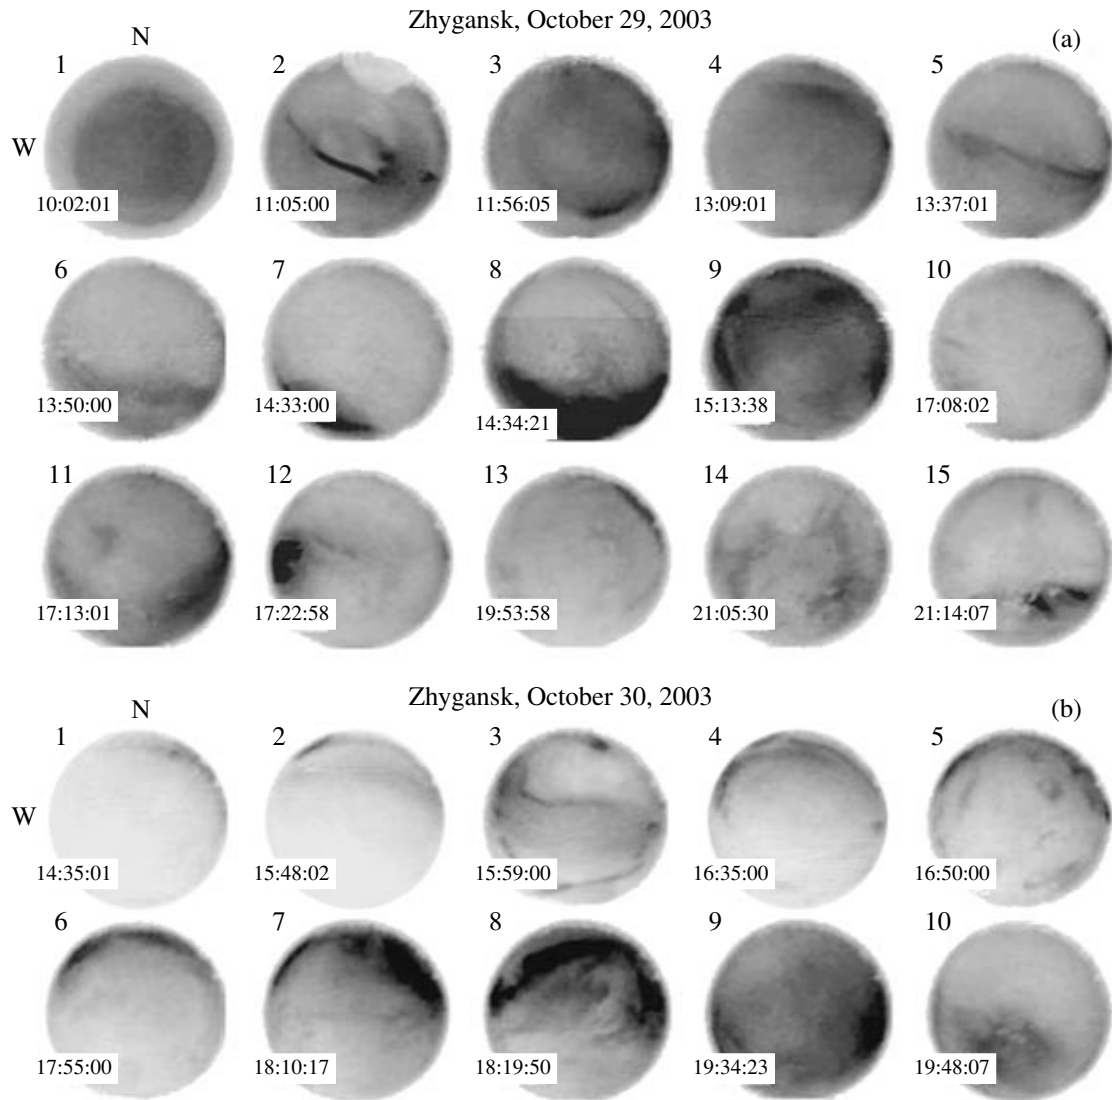 Zhygansk, October 29, 2003
N
(a)
1 2 3 4 5
W
10:02:01 11:05:00 11:56:05 13:09:01 13:37:01
6 7 8 9 10
13:50:00 14:33:00 14:34:21 15:13:38 17:08:02
11 12 13 14 15
17:13:01 17:22:58 19:53:58 21:05:30 21:14:07
Zhygansk, October 30, 2003
N
(b)
1 2 3 4 5
W
14:35:01 15:48:02 15:59:00 16:35:00 16:50:00
6 7 8 9 10
17:55:00 18:10:17 18:19:50 19:34:23 19:48:07